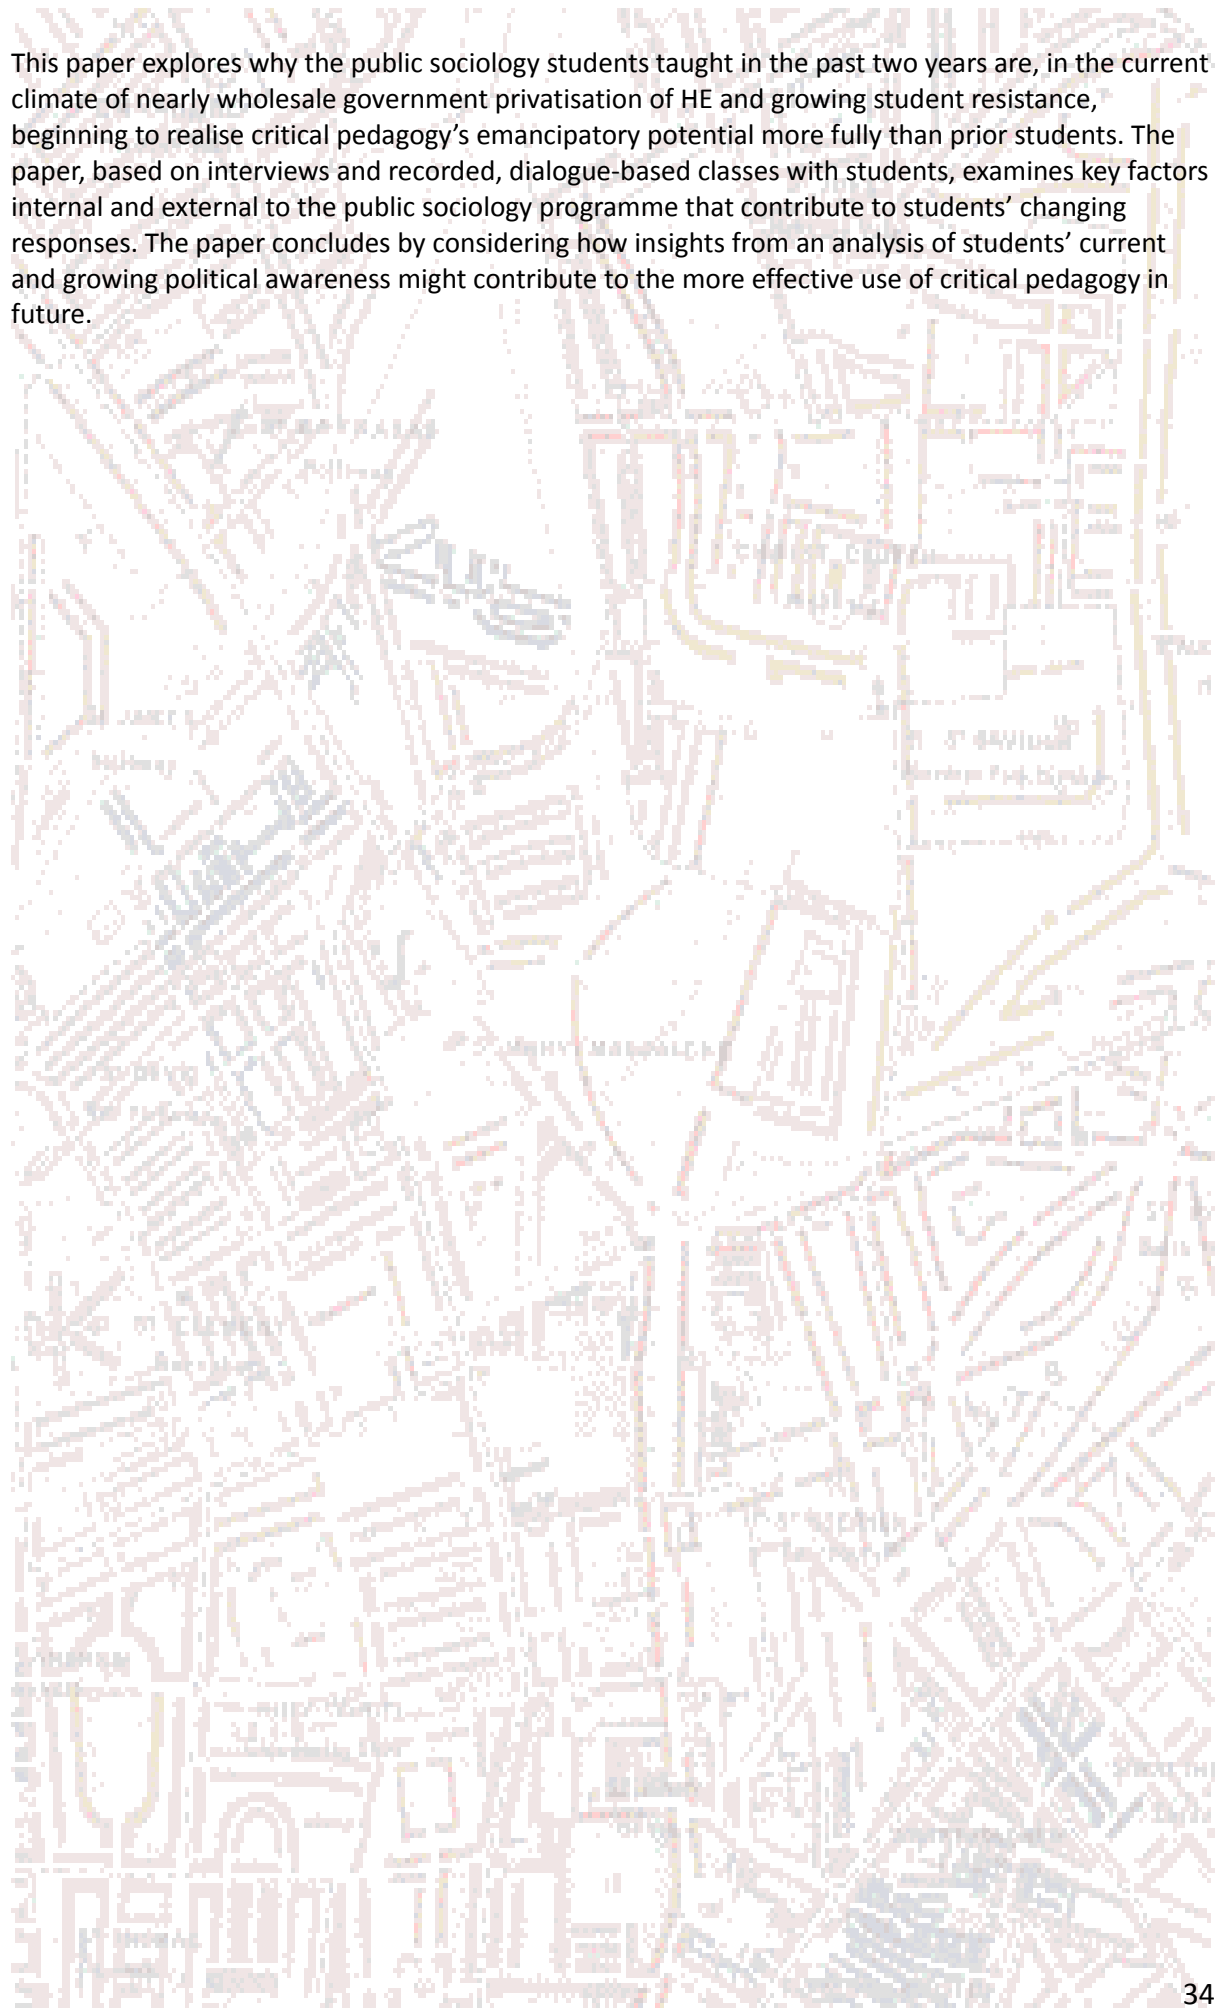 This paper explores why the public sociology students taught in the past two years are, in the current
climate of nearly wholesale government privatisation of HE and growing student resistance,
beginning to realise critical pedagogy’s emancipatory potential more fully than prior students. The
paper, based on interviews and recorded, dialogue-based classes with students, examines key factors
internal and external to the public sociology programme that contribute to students’ changing
responses. The paper concludes by considering how insights from an analysis of students’ current
and growing political awareness might contribute to the more effective use of critical pedagogy in
future.
34